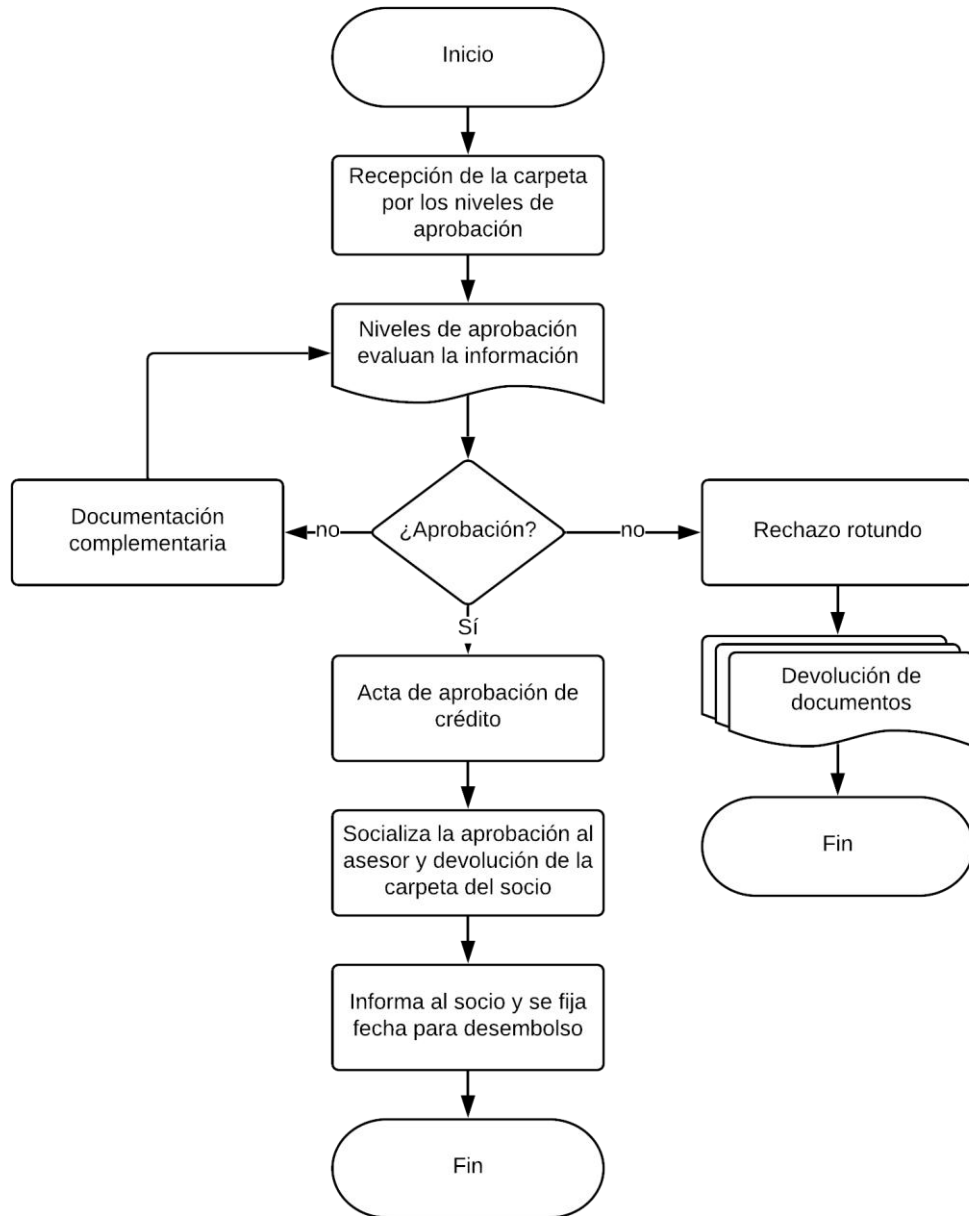 Inicio
Recepción de la carpeta
por los niveles de
aprobación
Niveles de aprobación
evaluan la información
Documentación
complementaria
no
¿Aprobación?
no
Rechazo rotundo
Sí
Devolución de
documentos
Acta de aprobación de
crédito
Socializa la aprobación al
asesor y devolución de la
carpeta del socio
Fin
Informa al socio y se fija
fecha para desembolso
Fin